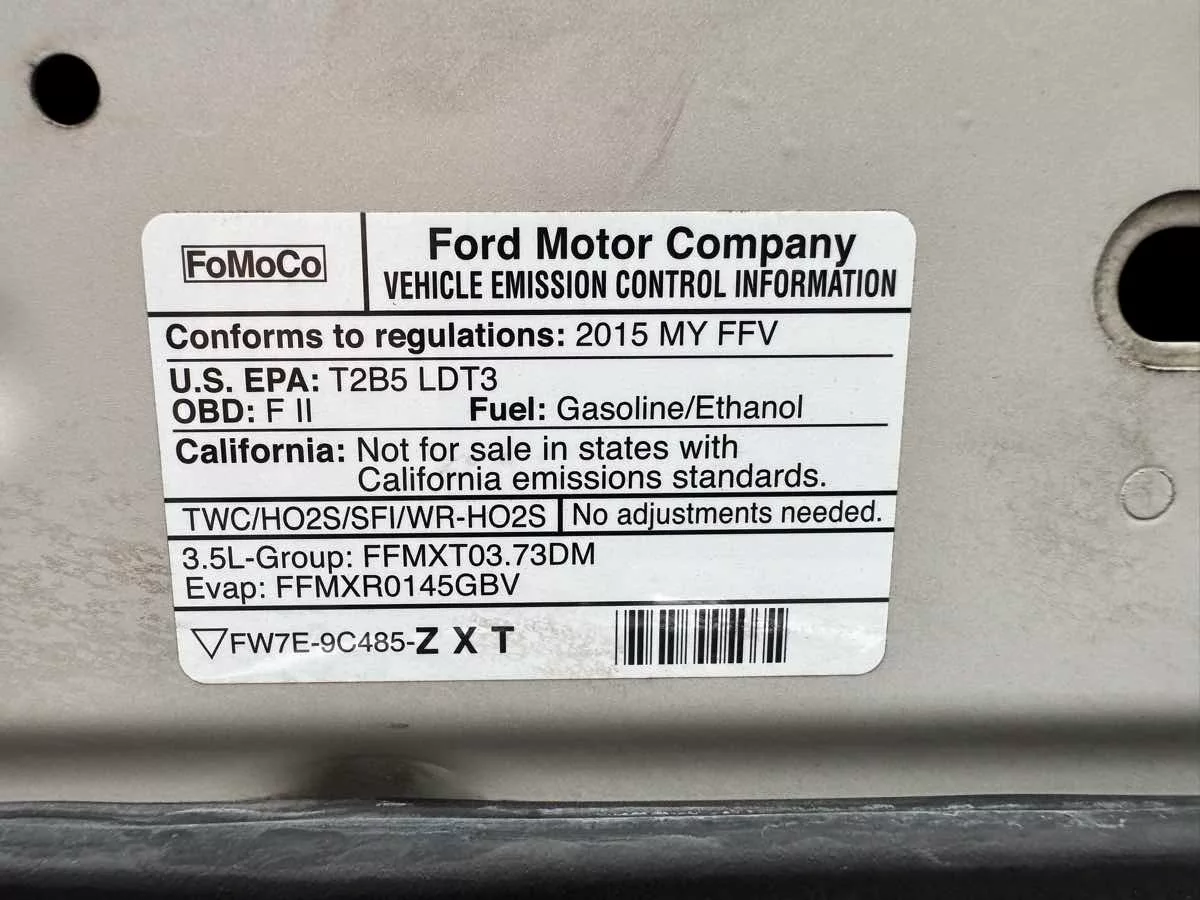 FoMoCo
Ford Motor Company
VEHICLE EMISSION CONTROL INFORMATION
Conforms to regulations: 2015 MY FFV
U.S. EPA: T2B5 LDT3
OBD: F II Fuel: Gasoline/Ethanol
California: Not for sale in states with
California emissions standards.
TWC/HO2S/SFI/WR-HO2S No adjustments needed.
3.5L-Group: FFMXT03.73DM
Evap: FFMXR0145GBV
FW7E-9C485-Z X T